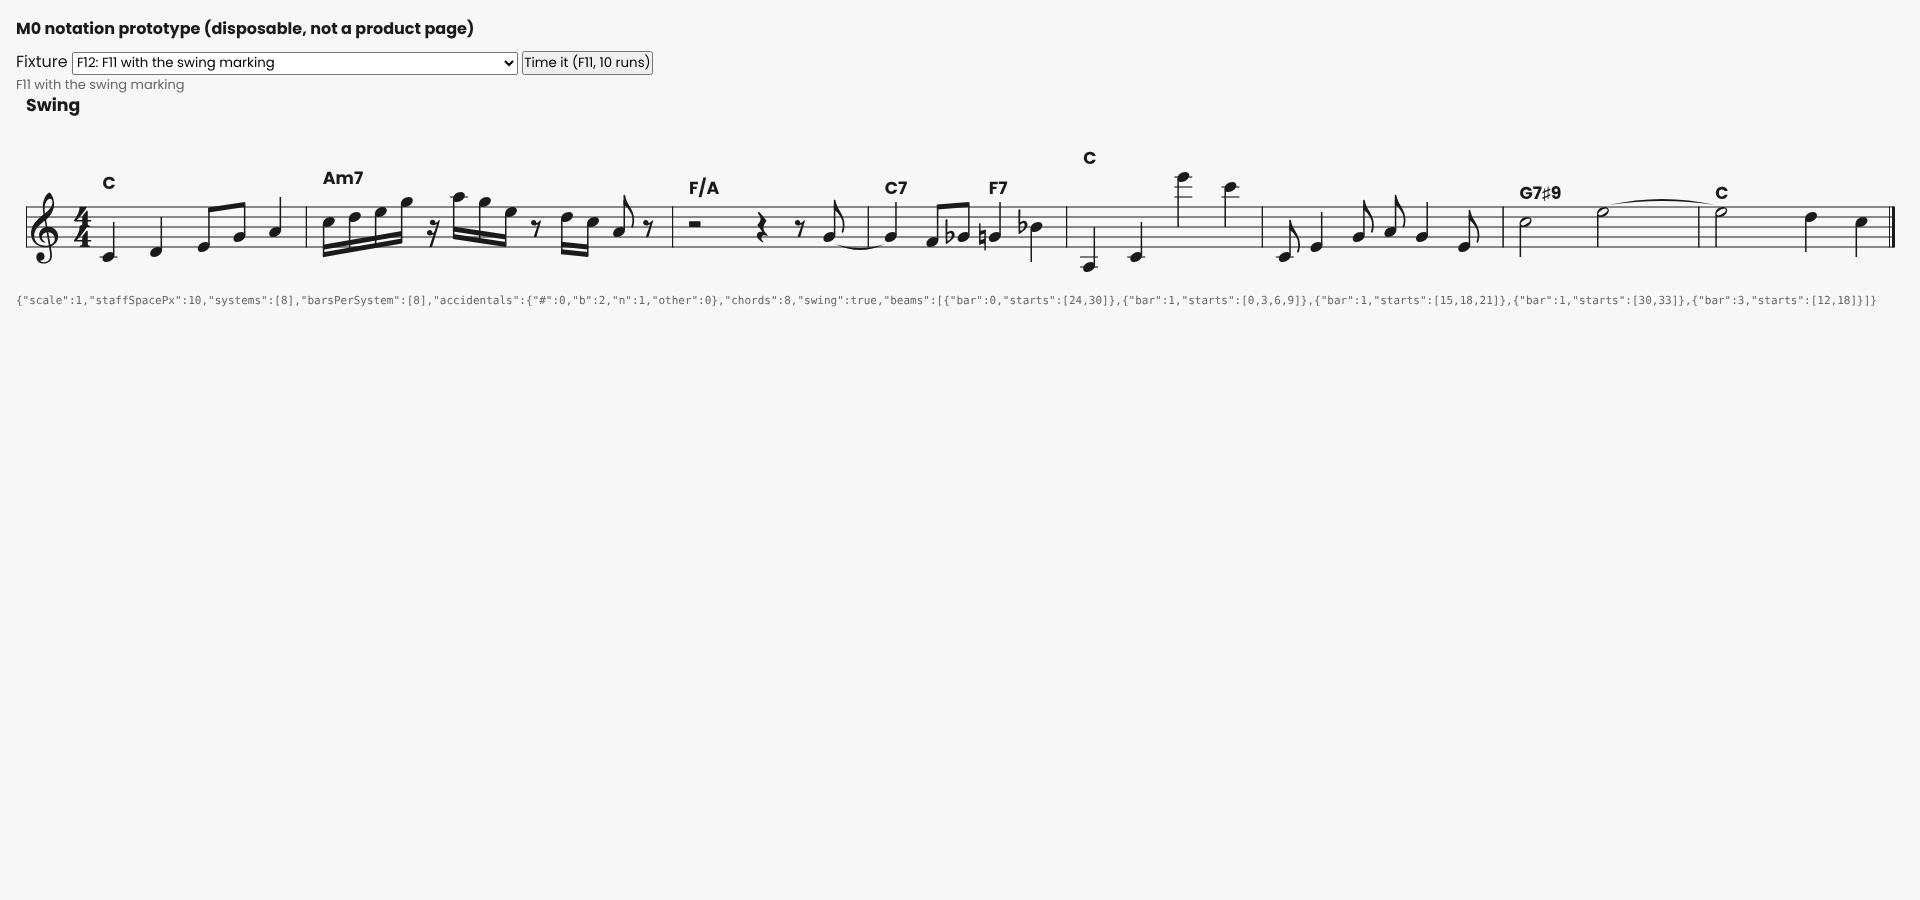 M0 notation prototype (disposable, not a product page)
Fixture F12: F11 with the swing marking Time it (F11, 10 runs)
F11 with the swing marking
Swing
C Am7 F/A C7 F7 C G7♯9 C
4
4
{"scale":1,"staffSpacePx":10,"systems":[8],"barsPerSystem":[8],"accidentals":{"#":0,"b":2,"n":1,"other":0},"chords":8,"swing":true,"beams":[{"bar":0,"starts":[24,30]},{"bar":1,"starts":[0,3,6,9]},{"bar":1,"starts":[15,18,21]},{"bar":1,"starts":[30,33]},{"bar":3,"starts":[12,18]}]}